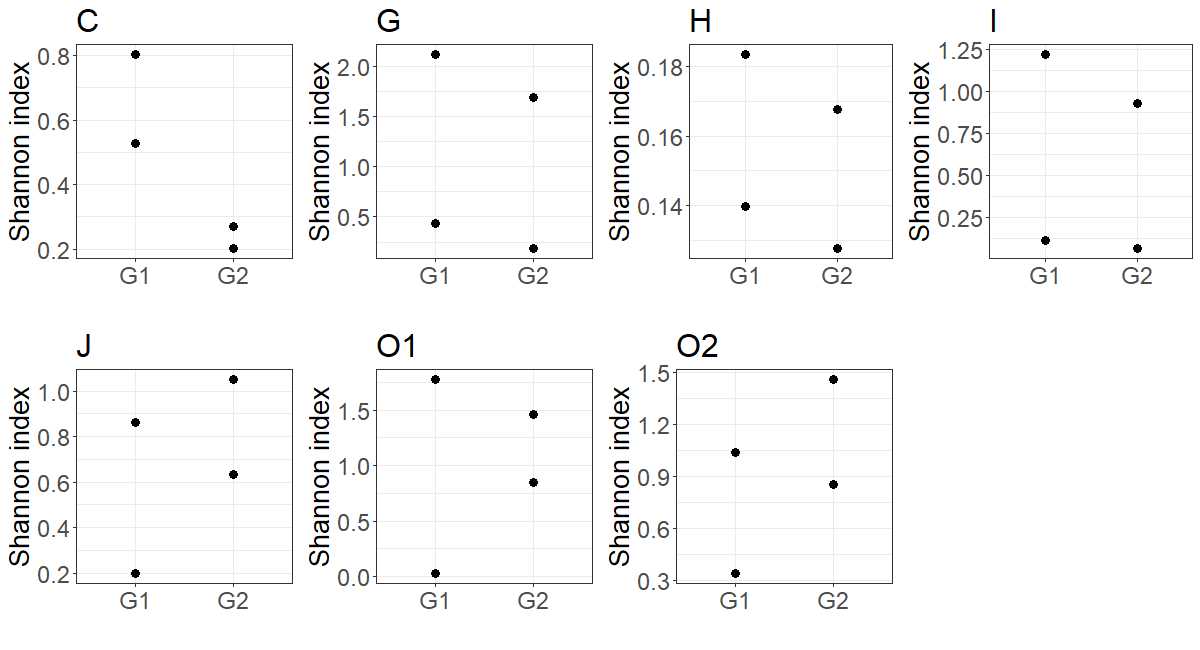 C
Shannon index
0.8
0.6
0.4
0.2
G1 G2
G
Shannon index
2.0
1.5
1.0
0.5
G1 G2
H
Shannon index
0.18
0.16
0.14
G1 G2
I
Shannon index
1.25
1.00
0.75
0.50
0.25
G1 G2
J
Shannon index
1.0
0.8
0.6
0.4
0.2
G1 G2
O1
Shannon index
1.5
1.0
0.5
0.0
G1 G2
O2
Shannon index
1.5
1.2
0.9
0.6
0.3
G1 G2